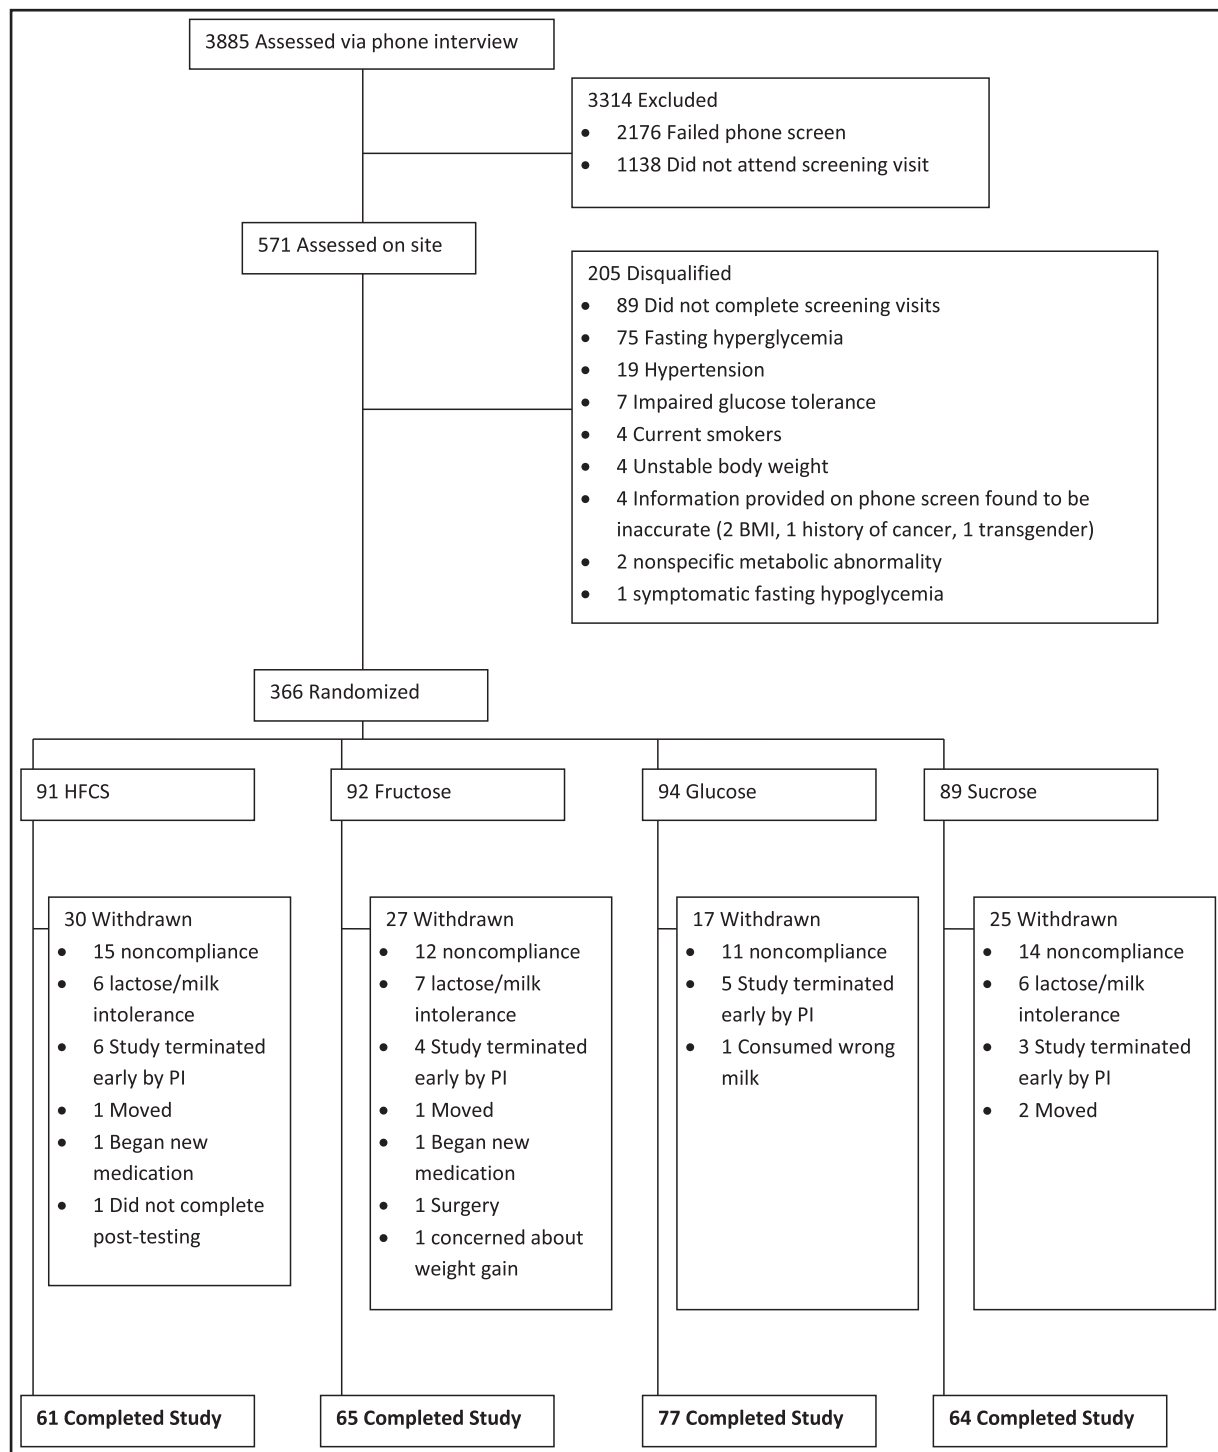 3885 Assessed via phone interview
3314 Excluded
• 2176 Failed phone screen
• 1138 Did not attend screening visit
571 Assessed on site
205 Disqualified
• 89 Did not complete screening visits
• 75 Fasting hyperglycemia
• 19 Hypertension
• 7 Impaired glucose tolerance
• 4 Current smokers
• 4 Unstable body weight
• 4 Information provided on phone screen found to be
inaccurate (2 BMI, 1 history of cancer, 1 transgender)
• 2 nonspecific metabolic abnormality
• 1 symptomatic fasting hypoglycemia
366 Randomized
91 HFCS
92 Fructose
94 Glucose
89 Sucrose
30 Withdrawn
• 15 noncompliance
• 6 lactose/milk
intolerance
• 6 Study terminated
early by PI
• 1 Moved
• 1 Began new
medication
• 1 Did not complete
post-testing
27 Withdrawn
• 12 noncompliance
• 7 lactose/milk
intolerance
• 4 Study terminated
early by PI
• 1 Moved
• 1 Began new
medication
• 1 Surgery
• 1 concerned about
weight gain
17 Withdrawn
• 11 noncompliance
• 5 Study terminated
early by PI
• 1 Consumed wrong
milk
25 Withdrawn
• 14 noncompliance
• 6 lactose/milk
intolerance
• 3 Study terminated
early by PI
• 2 Moved
61 Completed Study
65 Completed Study
77 Completed Study
64 Completed Study